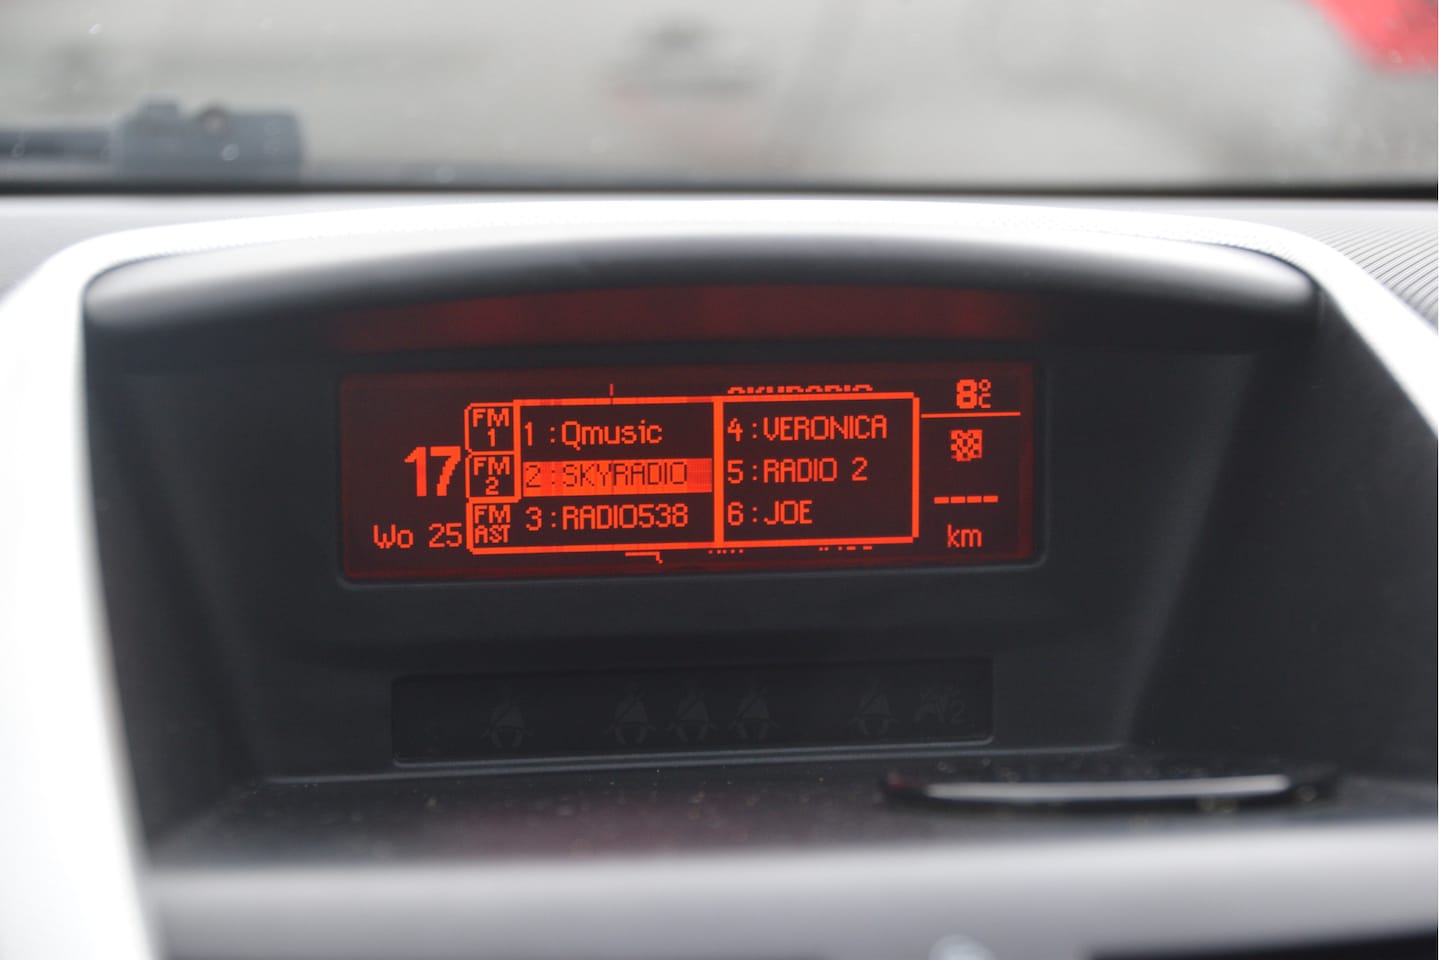 8°C
FM 1
1 : Qmusic
4 : VERONICA
17
FM 2
2 : SKYRADIO
5 : RADIO 2
----
Wo 25
FM AST
3 : RADIO538
6 : JOE
km